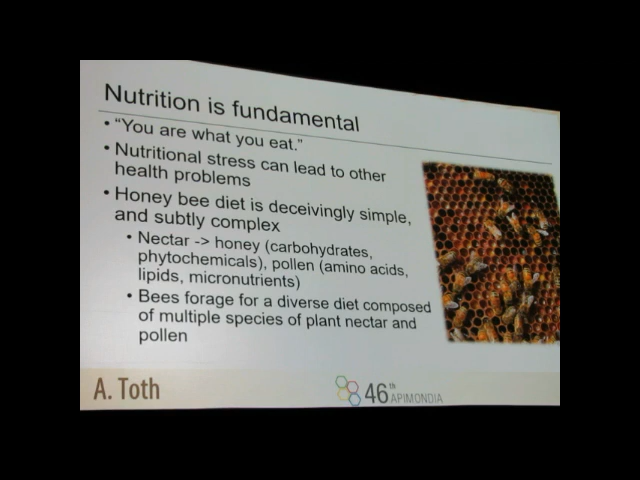 Nutrition is fundamental
• “You are what you eat.”
• Nutritional stress can lead to other
health problems
• Honey bee diet is deceivingly simple,
and subtly complex
• Nectar -> honey (carbohydrates,
phytochemicals), pollen (amino acids,
lipids, micronutrients)
• Bees forage for a diverse diet composed
of multiple species of plant nectar and
pollen
A. Toth
46th APIMONDIA